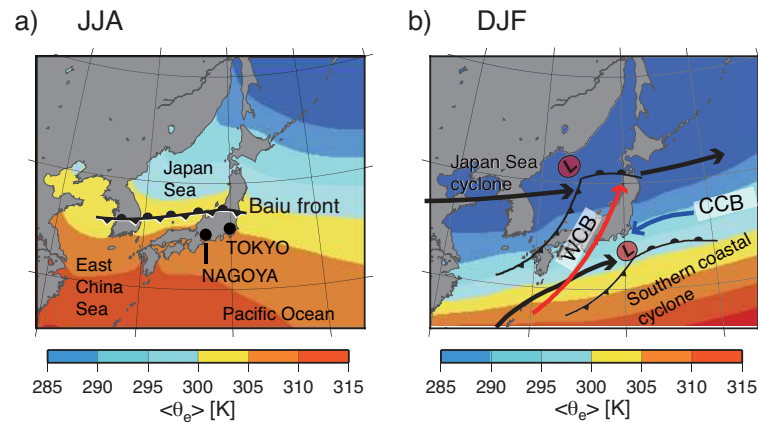 a) JJA
Japan
Sea
Baiu front
TOKYO
NAGOYA
East
China
Sea
Pacific Ocean
285 290 295 300 305 310 315
<θe> [K]
b) DJF
L
Japan Sea
cyclone
CCB
WCB
L
Southern coastal
cyclone
285 290 295 300 305 310 315
<θe> [K]